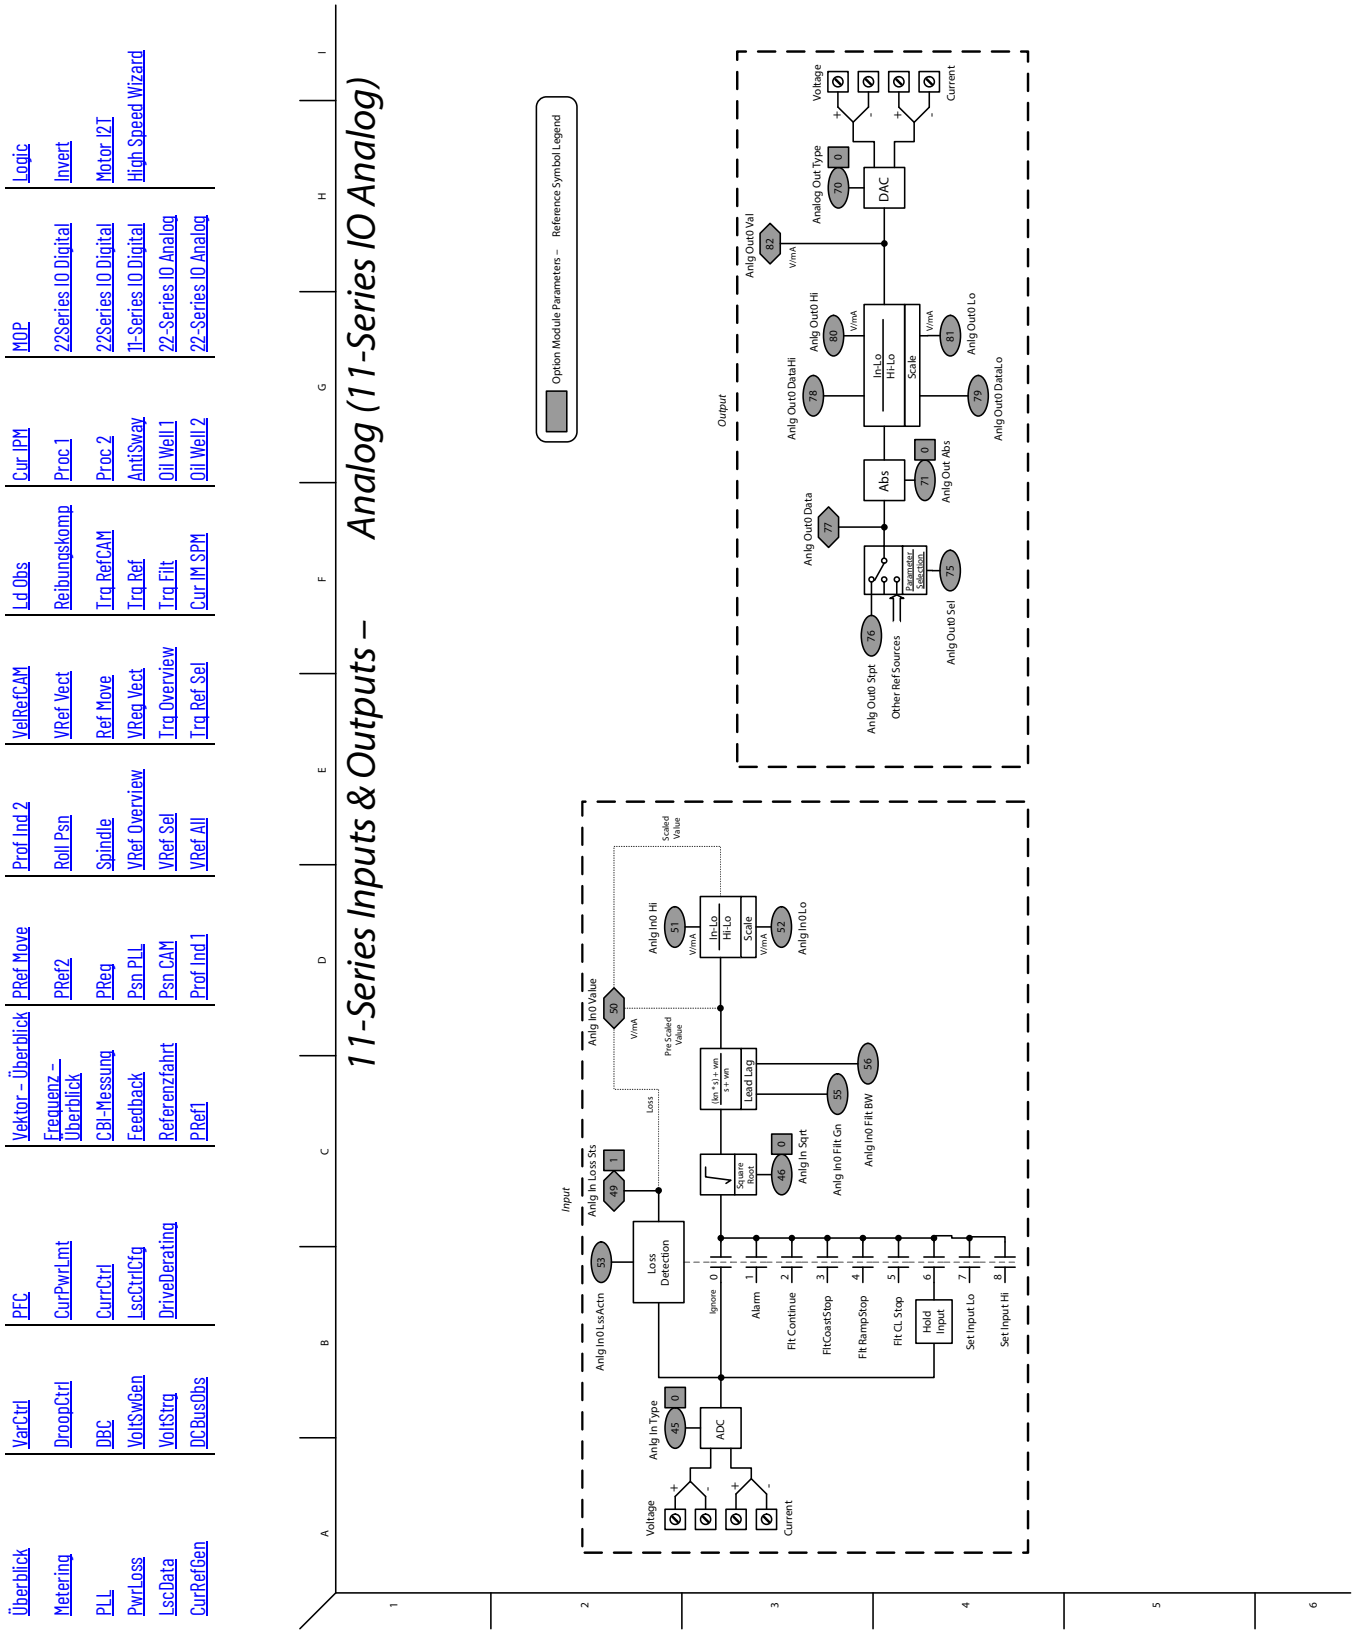 Überblick
Metering
PLL
PwrLoss
LscData
CurRefGen
VarCtrl
DroopCtrl
DBC
VoltSwGen
VoltStrg
DCBusObs
PFC
CurPwrLmt
CurrCtrl
LscCtrlCfg
DriveDerating
Vektor – Überblick
Frequenz –
Überblick
CBI-Messung
Feedback
Referenzfahrt
PRef1
PRef Move
PRef2
PReg
Psn PLL
Psn CAM
Prof Ind 1
Prof Ind 2
Roll Psn
Spindle
VRef Overview
VRef Sel
VRef All
VelRefCAM
VRef Vect
Ref Move
VReg Vect
Trq Overview
Trq Ref Sel
Ld Obs
Reibungskomp
Trq RefCAM
Trq Ref
Trq Filt
Cur IM SPM
Cur IPM
Proc 1
Proc 2
AntiSway
Oil Well 1
Oil Well 2
MOP
22Series IO Digital
22Series IO Digital
11-Series IO Digital
22-Series IO Analog
22-Series IO Analog
Logic
Invert
Motor I2T
High Speed Wizard
A
B
C
D
E
F
G
H
I
11-Series Inputs & Outputs – Analog (11-Series IO Analog)
1
2
3
4
5
6
Option Module Parameters – Reference Symbol Legend
Input
Voltage
+
-
+
-
Current
Anlg In Type
45
0
ADC
Anlg In0 LssActn
53
Loss
Detection
Anlg In Loss Sts
49
1
Loss
Ignore 0
Alarm 1
Flt Continue 2
FltCoastStop 3
Flt RampStop 4
Flt CL Stop 5
Hold
Input
6
Set Input Lo 7
Set Input Hi 8
Square
Root
46
0
Anlg In Sqrt
(kn * s) + wn
s + wn
Lead Lag
55
Anlg In0 Filt Gn
56
Anlg In0 Filt BW
Anlg In0 Value
50
V/mA
Pre Scaled
Value
Scaled
Value
Anlg In0 Hi
51
V/mA
In-Lo
Hi-Lo
Scale
V/mA
52
Anlg In0 Lo
Output
Anlg Out0 Stpt
76
Other Ref Sources
Parameter
Selection
75
Anlg Out0 Sel
Anlg Out0 Data
77
Abs
71
0
Anlg Out Abs
Anlg Out0 DataHi
78
Anlg Out0 Hi
80
V/mA
In-Lo
Hi-Lo
Scale
V/mA
79
Anlg Out0 DataLo
81
Anlg Out0 Lo
Anlg Out0 Val
82
V/mA
Analog Out Type
70
0
DAC
Voltage
+
-
+
-
Current